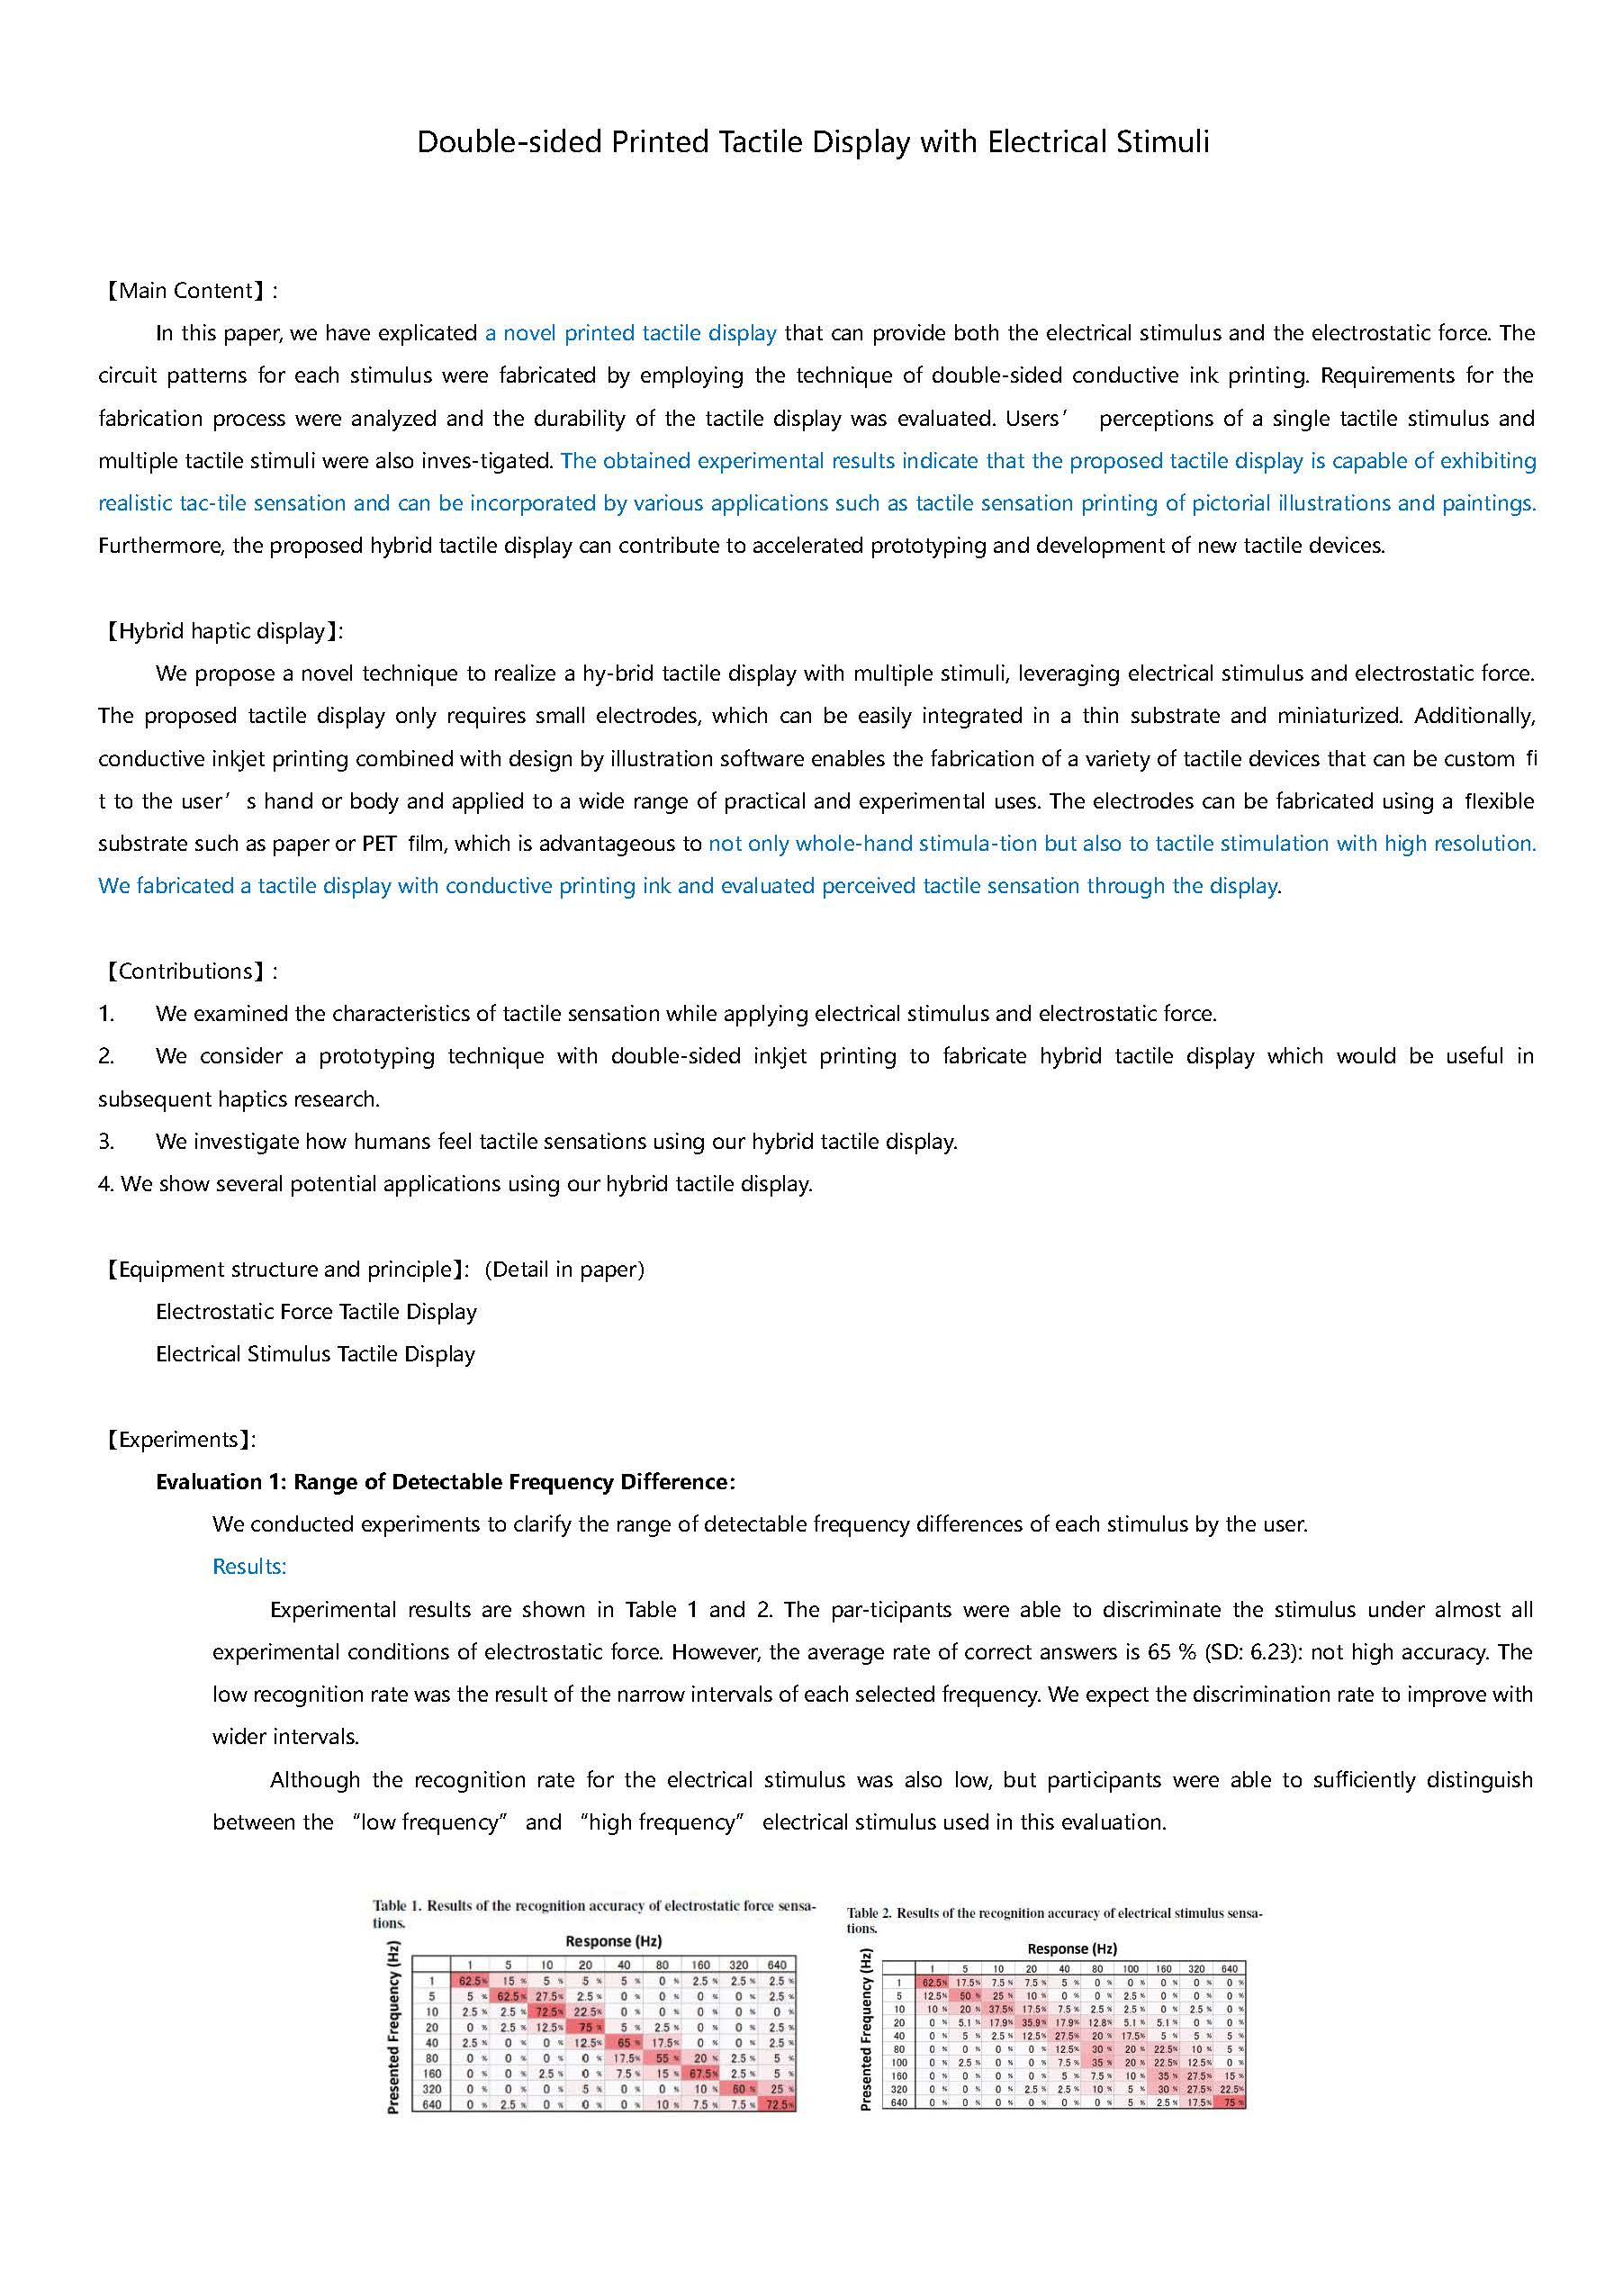 Double-sided Printed Tactile Display with Electrical Stimuli
【Main Content】:
In this paper, we have explicated a novel printed tactile display that can provide both the electrical stimulus and the electrostatic force. The
circuit patterns for each stimulus were fabricated by employing the technique of double-sided conductive ink printing. Requirements for the
fabrication process were analyzed and the durability of the tactile display was evaluated. Users’ perceptions of a single tactile stimulus and
multiple tactile stimuli were also inves-tigated. The obtained experimental results indicate that the proposed tactile display is capable of exhibiting
realistic tac-tile sensation and can be incorporated by various applications such as tactile sensation printing of pictorial illustrations and paintings.
Furthermore, the proposed hybrid tactile display can contribute to accelerated prototyping and development of new tactile devices.
【Hybrid haptic display】:
We propose a novel technique to realize a hy-brid tactile display with multiple stimuli, leveraging electrical stimulus and electrostatic force.
The proposed tactile display only requires small electrodes, which can be easily integrated in a thin substrate and miniaturized. Additionally,
conductive inkjet printing combined with design by illustration software enables the fabrication of a variety of tactile devices that can be custom fi
t to the user’ s hand or body and applied to a wide range of practical and experimental uses. The electrodes can be fabricated using a flexible
substrate such as paper or PET film, which is advantageous to not only whole-hand stimula-tion but also to tactile stimulation with high resolution.
We fabricated a tactile display with conductive printing ink and evaluated perceived tactile sensation through the display.
【Contributions】:
1. We examined the characteristics of tactile sensation while applying electrical stimulus and electrostatic force.
2. We consider a prototyping technique with double-sided inkjet printing to fabricate hybrid tactile display which would be useful in
subsequent haptics research.
3. We investigate how humans feel tactile sensations using our hybrid tactile display.
4. We show several potential applications using our hybrid tactile display.
【Equipment structure and principle】: (Detail in paper)
Electrostatic Force Tactile Display
Electrical Stimulus Tactile Display
【Experiments】:
Evaluation 1: Range of Detectable Frequency Difference:
We conducted experiments to clarify the range of detectable frequency differences of each stimulus by the user.
Results:
Experimental results are shown in Table 1 and 2. The par-ticipants were able to discriminate the stimulus under almost all
experimental conditions of electrostatic force. However, the average rate of correct answers is 65 % (SD: 6.23): not high accuracy. The
low recognition rate was the result of the narrow intervals of each selected frequency. We expect the discrimination rate to improve with
wider intervals.
Although the recognition rate for the electrical stimulus was also low, but participants were able to sufficiently distinguish
between the “low frequency” and “high frequency” electrical stimulus used in this evaluation.
Table 1. Results of the recognition accuracy of electrostatic force sensa-
tions.
Response (Hz)
Presented Frequency (Hz)
1 5 10 20 40 80 160 320 640
1 62.5% 15 % 5 % 5 % 5 % 0 % 2.5 % 2.5 % 2.5 %
5 5 % 62.5% 27.5% 2.5 % 0 % 0 % 0 % 0 % 2.5 %
10 2.5 % 2.5 % 72.5% 22.5% 0 % 0 % 0 % 0 % 0 %
20 0 % 2.5 % 12.5% 75 % 5 % 2.5 % 0 % 0 % 2.5 %
40 2.5 % 0 % 0 % 12.5% 65 % 17.5% 0 % 0 % 2.5 %
80 0 % 0 % 0 % 0 % 17.5% 55 % 20 % 2.5 % 5 %
160 0 % 0 % 2.5 % 0 % 7.5 % 15 % 67.5% 2.5 % 5 %
320 0 % 0 % 0 % 5 % 0 % 0 % 10 % 60 % 25 %
640 0 % 2.5 % 0 % 0 % 0 % 10 % 7.5 % 7.5 % 72.5%
Table 2. Results of the recognition accuracy of electrical stimulus sensa-
tions.
Response (Hz)
Presented Frequency (Hz)
1 5 10 20 40 80 100 160 320 640
1 62.5% 17.5% 7.5 % 7.5 % 5 % 0 % 0 % 0 % 0 % 0 %
5 12.5% 50 % 25 % 10 % 0 % 0 % 2.5 % 0 % 0 % 0 %
10 10 % 20 % 37.5% 17.5% 7.5 % 2.5 % 2.5 % 0 % 2.5 % 0 %
20 0 % 5.1 % 17.9% 35.9% 17.9% 12.8% 5.1 % 5.1 % 0 % 0 %
40 0 % 5 % 2.5 % 12.5% 27.5% 20 % 17.5% 5 % 5 % 5 %
80 0 % 0 % 0 % 0 % 12.5% 30 % 20 % 22.5% 10 % 5 %
100 0 % 2.5 % 0 % 0 % 7.5 % 35 % 20 % 22.5% 12.5% 0 %
160 0 % 0 % 0 % 0 % 5 % 7.5 % 10 % 35 % 27.5% 15 %
320 0 % 0 % 0 % 2.5 % 2.5 % 10 % 5 % 30 % 27.5% 22.5%
640 0 % 0 % 0 % 0 % 0 % 0 % 5 % 2.5 % 17.5% 75 %